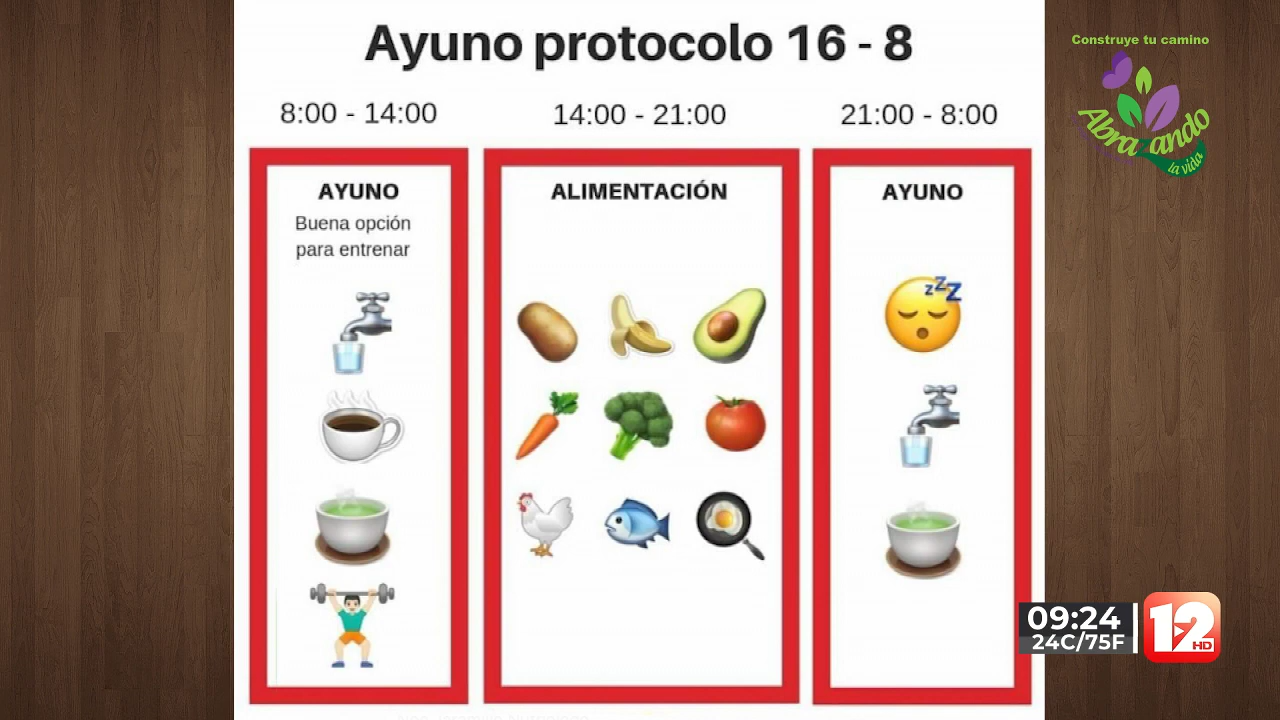 Ayuno protocolo 16 - 8
Construye tu camino
Abrazando
la vida
8:00 - 14:00
14:00 - 21:00
21:00 - 8:00
AYUNO
Buena opción
para entrenar
ALIMENTACIÓN
AYUNO
zzZ
09:24
24C/75F
12
HD